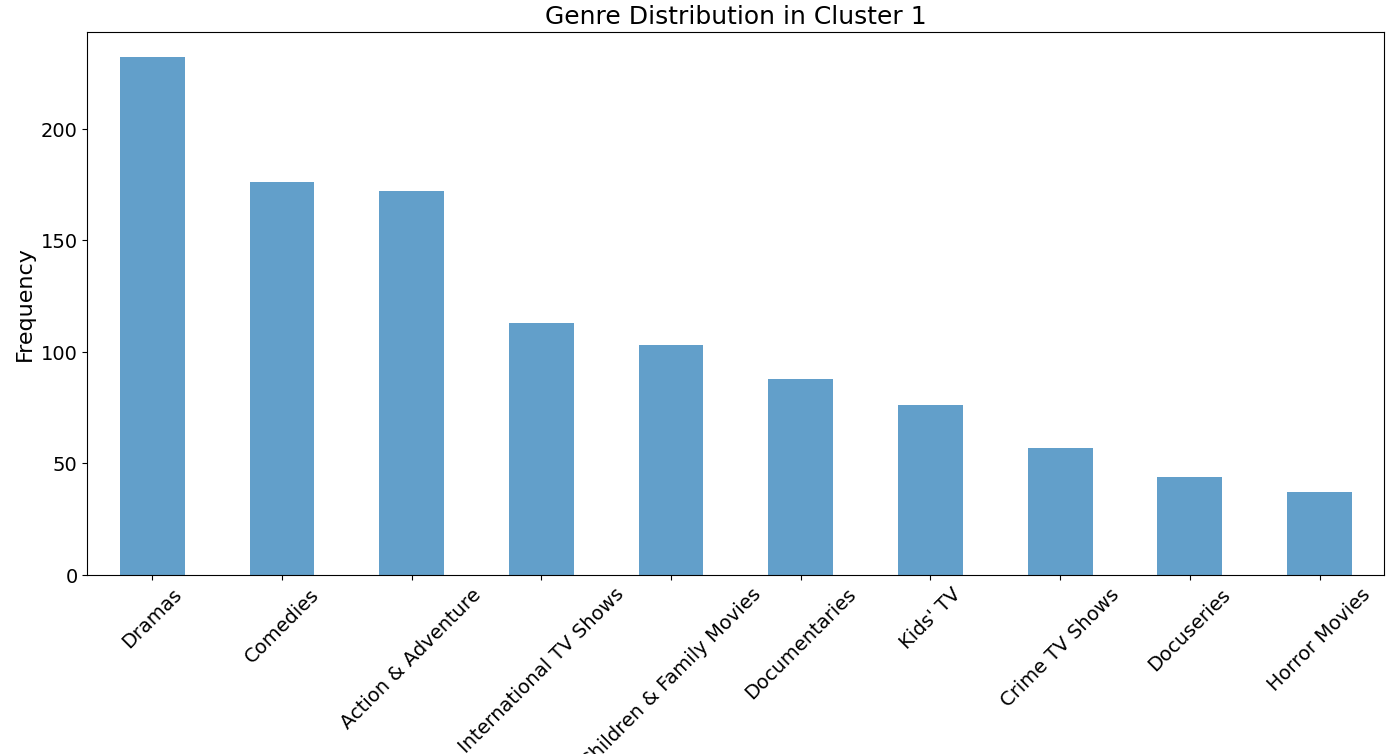 Genre Distribution in Cluster 1
Frequency
200
150
100
50
0
Dramas
Comedies
Action & Adventure
International TV Shows
hildren & Family Movies
Documentaries
Kids' TV
Crime TV Shows
Docuseries
Horror Movies